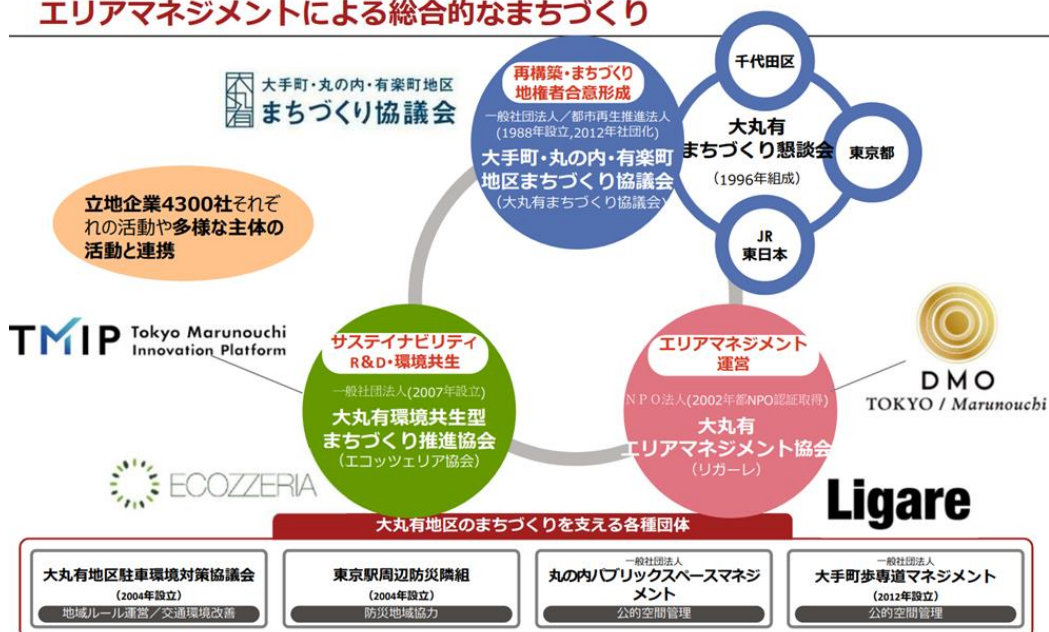 エリアマネジメントによる総合的なまちづくり
大丸有
大手町・丸の内・有楽町地区
まちづくり協議会
再構築・まちづくり
地権者合意形成
一般社団法人/都市再生推進法人
(1988年設立,2012年社団化)
大手町・丸の内・有楽町
地区まちづくり協議会
(大丸有まちづくり協議会)
千代田区
大丸有
まちづくり懇談会
(1996年組成)
東京都
JR
東日本
立地企業4300社それぞ
れの活動や多様な主体の
活動と連携
TMIP Tokyo Marunouchi
Innovation Platform
サステイナビリティ
R&D・環境共生
一般社団法人(2007年設立)
大丸有環境共生型
まちづくり推進協会
(エコッツェリア協会)
ECOZZERIA
エリアマネジメント
運営
NPO法人(2002年都NPO認証取得)
大丸有
エリアマネジメント協会
(リガーレ)
DMO
TOKYO / Marunouchi
Ligare
大丸有地区のまちづくりを支える各種団体
大丸有地区駐車環境対策協議会
(2004年設立)
地域ルール運営/交通環境改善
東京駅周辺防災隣組
(2004年設立)
防災地域協力
一般社団法人
丸の内パブリックスペースマネジ
メント
公的空間管理
一般社団法人
大手町歩専道マネジメント
(2012年設立)
公的空間管理